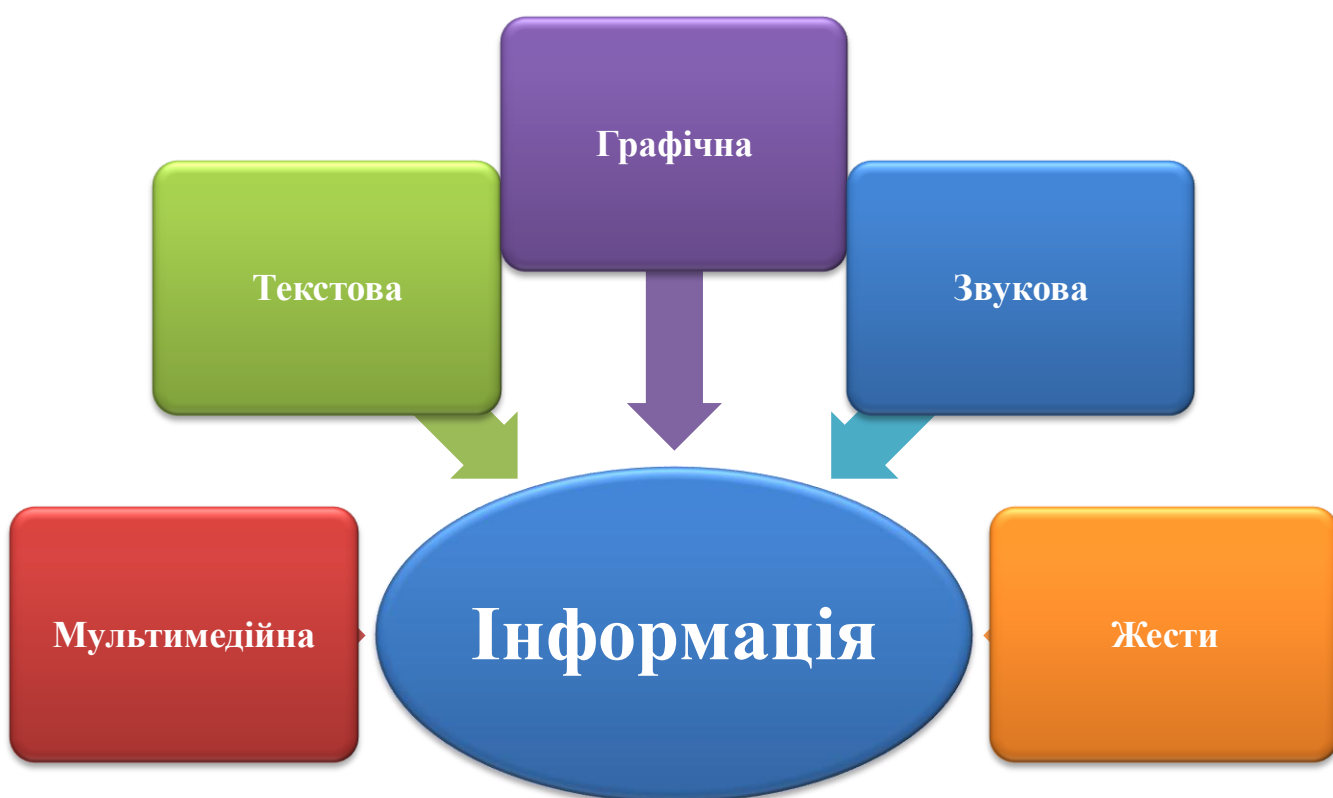 Графічна
Текстова
Звукова
Мультимедійна
Інформація
Жести